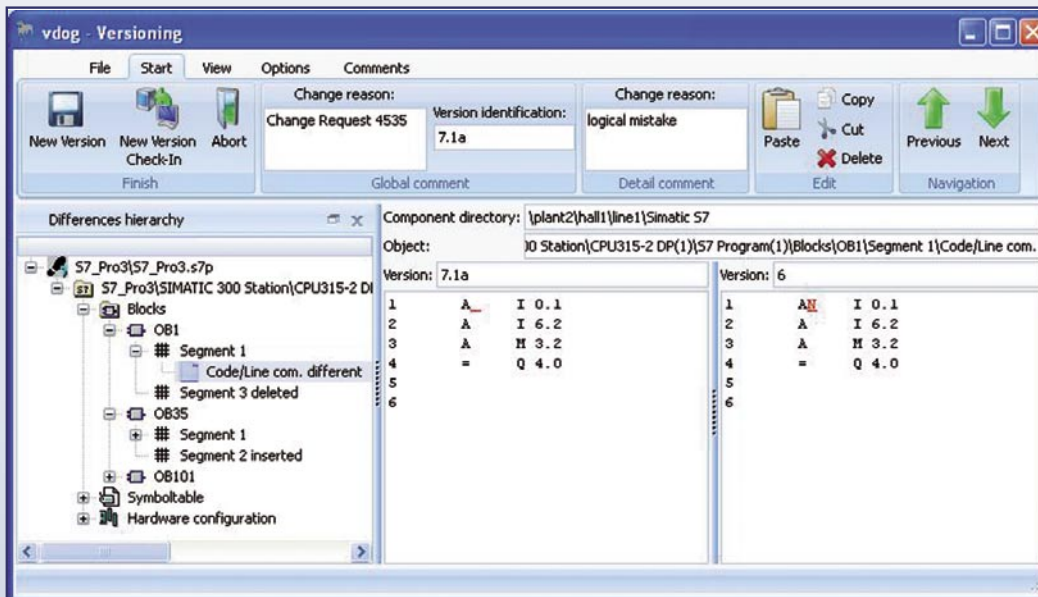 vdog - Versioning
File Start View Options Comments
Change reason:
Change Request 4535
Version identification:
7.1a
Change reason:
logical mistake
New Version
New Version Check-In
Abort
Paste
Copy
Cut
Delete
Previous
Next
Finish
Global comment
Detail comment
Edit
Navigation
Differences hierarchy
S7_Pro3\S7_Pro3.s7p
S7_Pro3\SIMATIC 300 Station\CPU315-2 DI
Blocks
OB1
Segment 1
Code/Line com. different
Segment 3 deleted
OB35
Segment 1
Segment 2 inserted
OB101
Symboltable
Hardware configuration
Component directory: \plant2\hall1\line1\Simatic S7
Object: 00 Station\CPU315-2 DP(1)\S7 Program(1)\Blocks\OB1\Segment 1\Code/Line com.
Version: 7.1a
1 A_ I 0.1
2 A I 6.2
3 A M 3.2
4 = Q 4.0
5
6
Version: 6
1 AN I 0.1
2 A I 6.2
3 A M 3.2
4 = Q 4.0
5
6